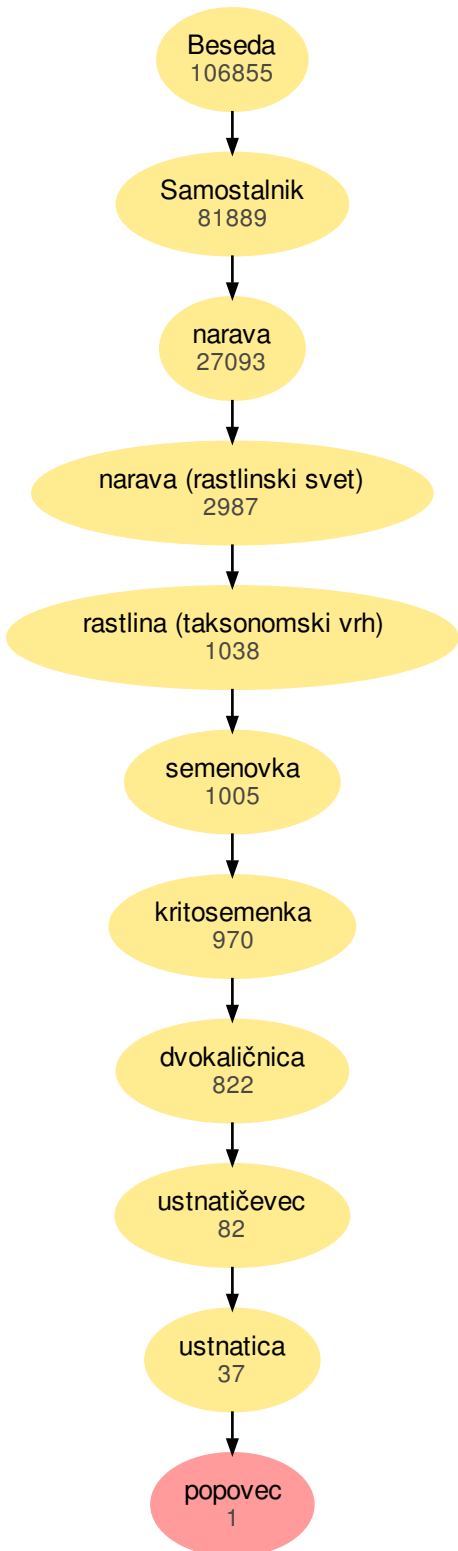 Beseda
106855
Samostalnik
81889
narava
27093
narava (rastlinski svet)
2987
rastlina (taksonomski vrh)
1038
semenovka
1005
kritosemenka
970
dvokaličnica
822
ustnatičevec
82
ustnatica
37
popovec
1